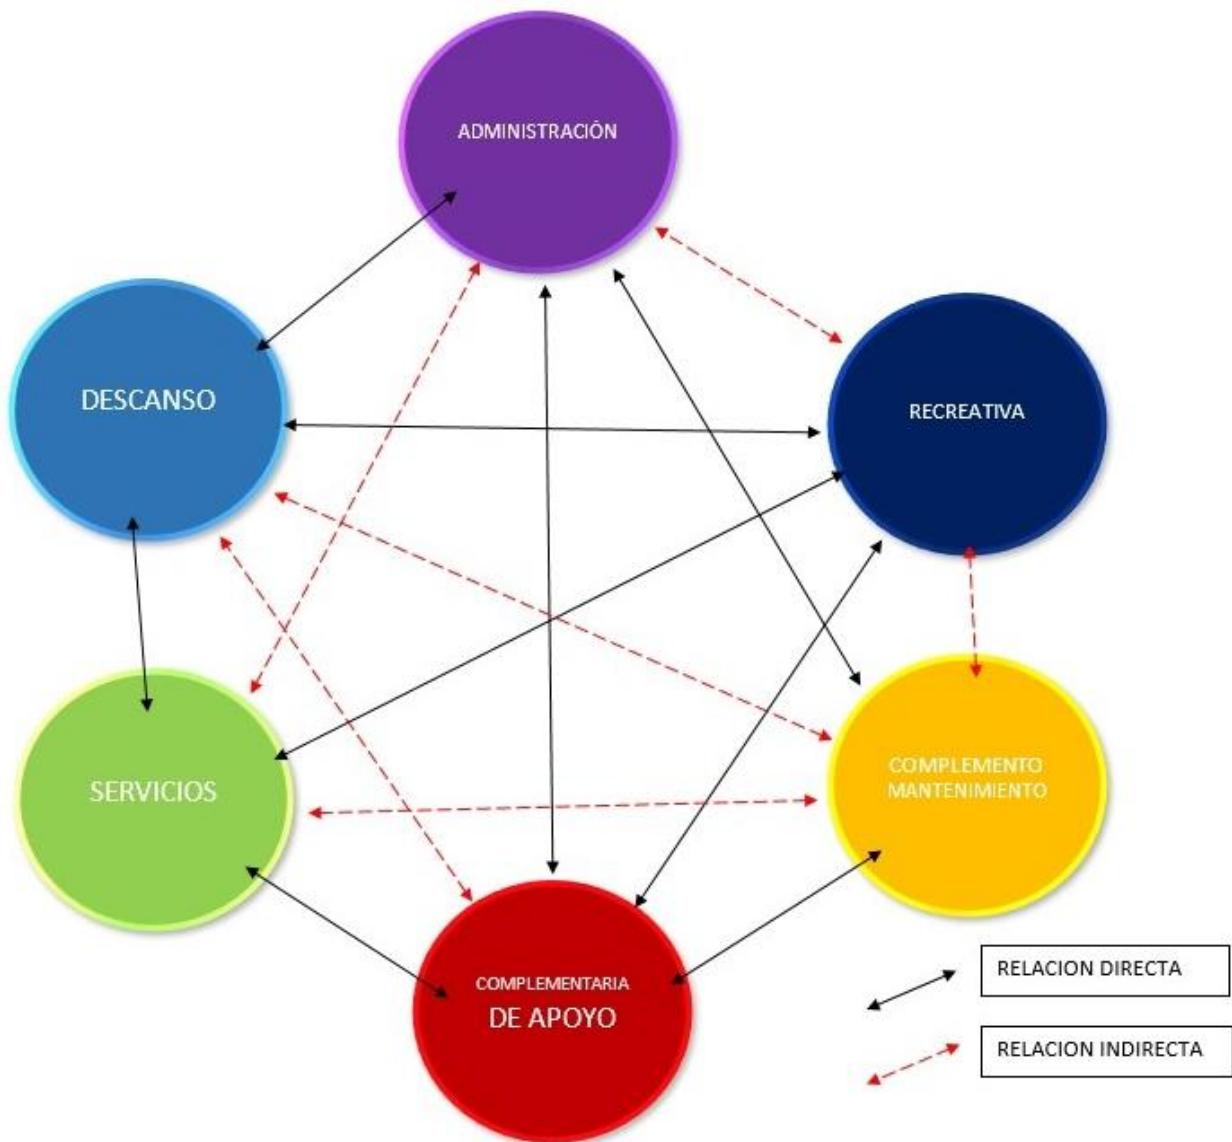 ADMINISTRACIÓN
DESCANSO
RECREATIVA
SERVICIOS
COMPLEMENTO
MANTENIMIENTO
COMPLEMENTARIA
DE APOYO
RELACION DIRECTA
RELACION INDIRECTA